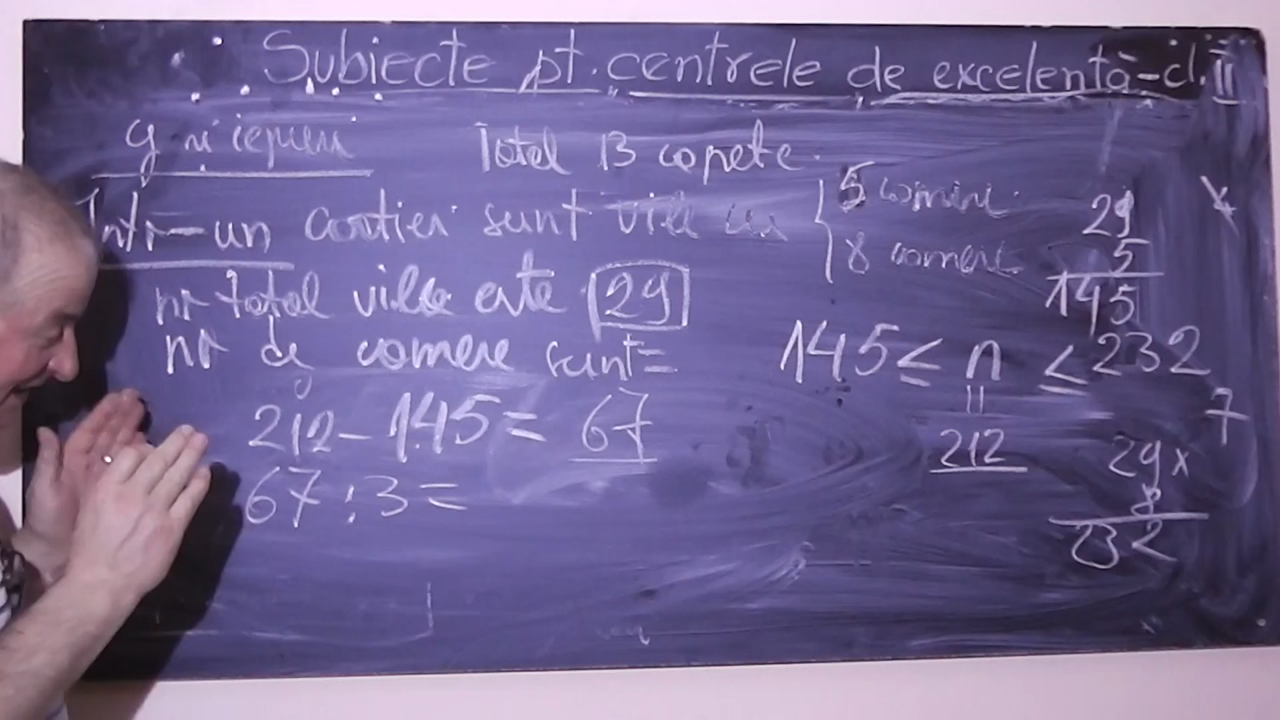 Subiecte pt. centrele de excelență - cl. II
g și iepuri
Total 13 capete.
Într-un cartier sunt vile cu { 5 camere
8 camere
nr total vile este 29
nr de camere sunt =
212 - 145 = 67
67 : 3 =
29 x
5
145
145 ≤ n ≤ 232
=
212
7
29 x
8
232